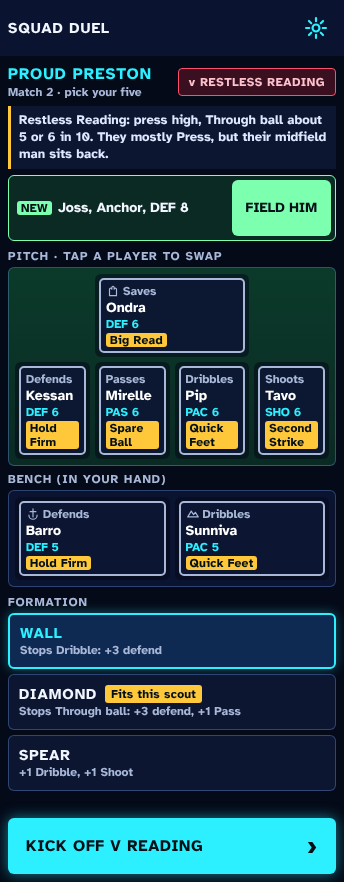 SQUAD DUEL
PROUD PRESTON
Match 2 · pick your five
v RESTLESS READING
Restless Reading: press high, Through ball about
5 or 6 in 10. They mostly Press, but their midfield
man sits back.
NEW Joss, Anchor, DEF 8
FIELD HIM
PITCH · TAP A PLAYER TO SWAP
Saves
Ondra
DEF 6
Big Read
Defends
Kessan
DEF 6
Hold
Firm
Passes
Mirelle
PAS 6
Spare
Ball
Dribbles
Pip
PAC 6
Quick
Feet
Shoots
Tavo
SHO 6
Second
Strike
BENCH (IN YOUR HAND)
Defends
Barro
DEF 5
Hold Firm
Dribbles
Sunniva
PAC 5
Quick Feet
FORMATION
WALL
Stops Dribble: +3 defend
DIAMOND Fits this scout
Stops Through ball: +3 defend, +1 Pass
SPEAR
+1 Dribble, +1 Shoot
KICK OFF V READING ›